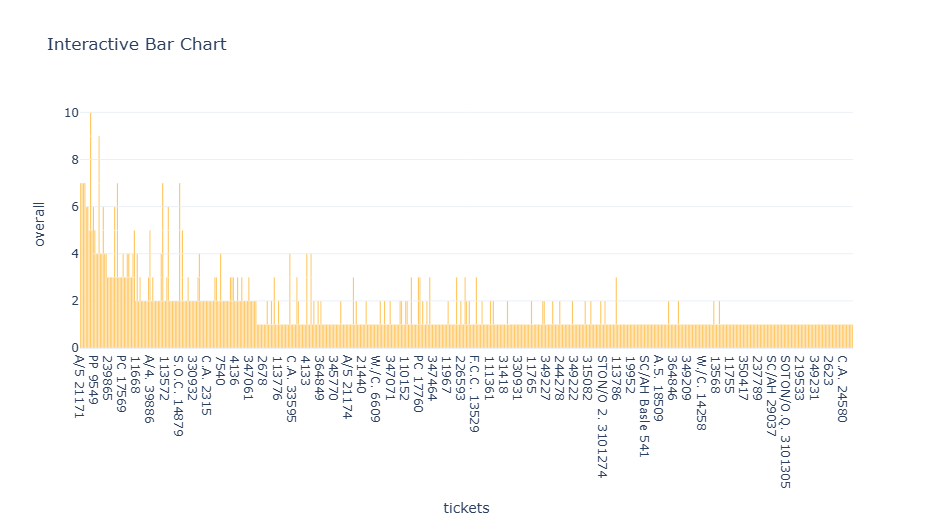 Interactive Bar Chart
overall
10
8
6
4
2
0
A/5 21171
PP 9549
239865
PC 17569
11668
A/4. 39886
113572
S.O.C. 14879
330932
C.A. 2315
7540
4136
347061
2678
113776
C.A. 33595
4133
364849
345770
A/5 21174
21440
W./C. 6609
347071
110152
PC 17760
347464
11967
226593
F.C.C. 13529
11361
31418
330931
11765
349227
244278
349222
315082
STON/O 2. 3101274
113786
19952
SC/AH Basle 541
A.5. 18509
364846
349209
W./C. 14258
13568
11755
350417
237789
SC/AH 29037
SOTON/O.Q. 3101305
219533
349231
2623
C.A. 24580
tickets